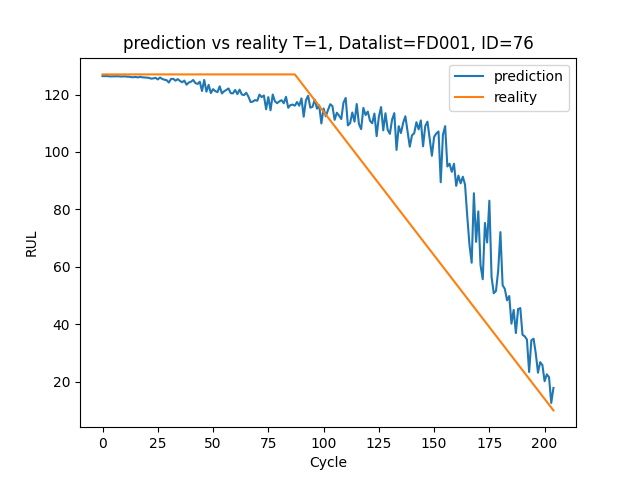 prediction vs reality T=1, Datalist=FD001, ID=76
prediction
reality
RUL
120
100
80
60
40
20
0 25 50 75 100 125 150 175 200
Cycle